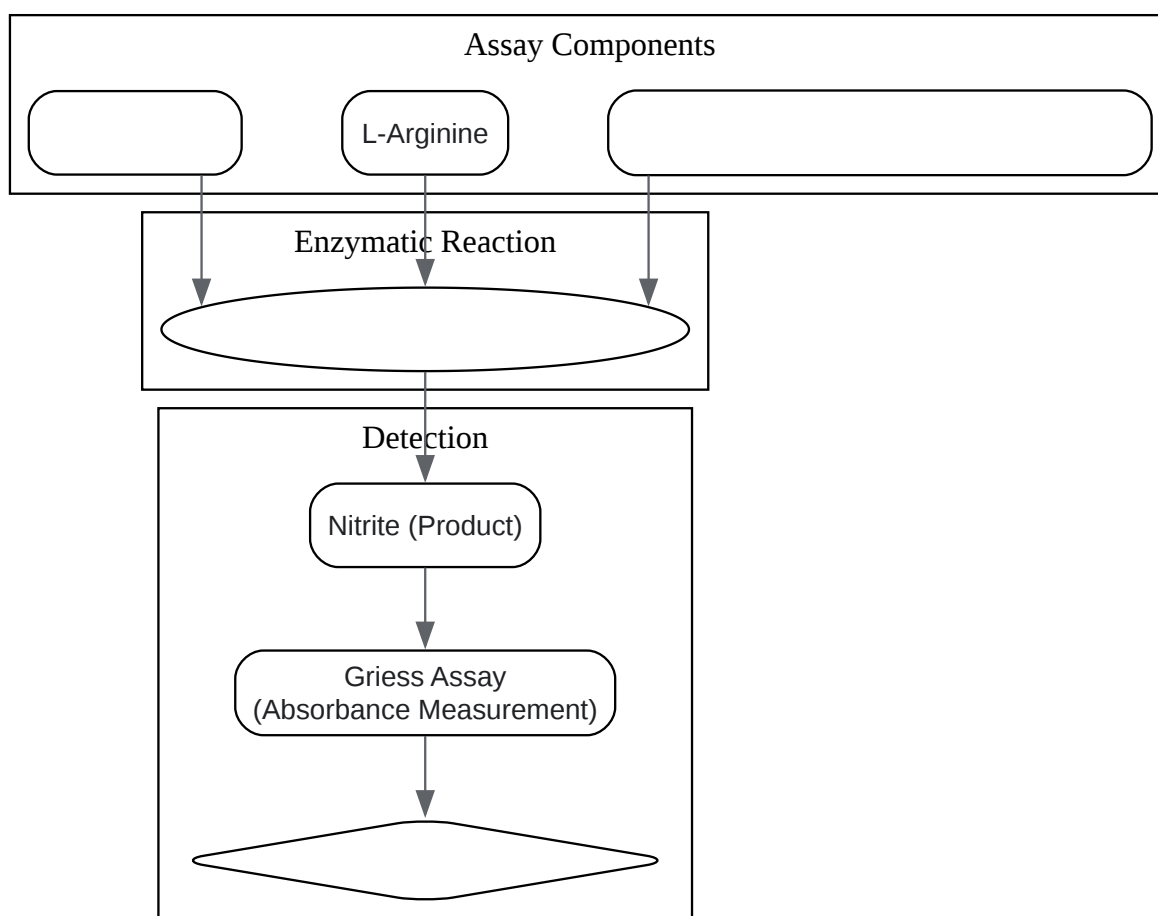 Assay Components
L-Arginine
Enzymatic Reaction
Detection
Nitrite (Product)
Griess Assay
(Absorbance Measurement)